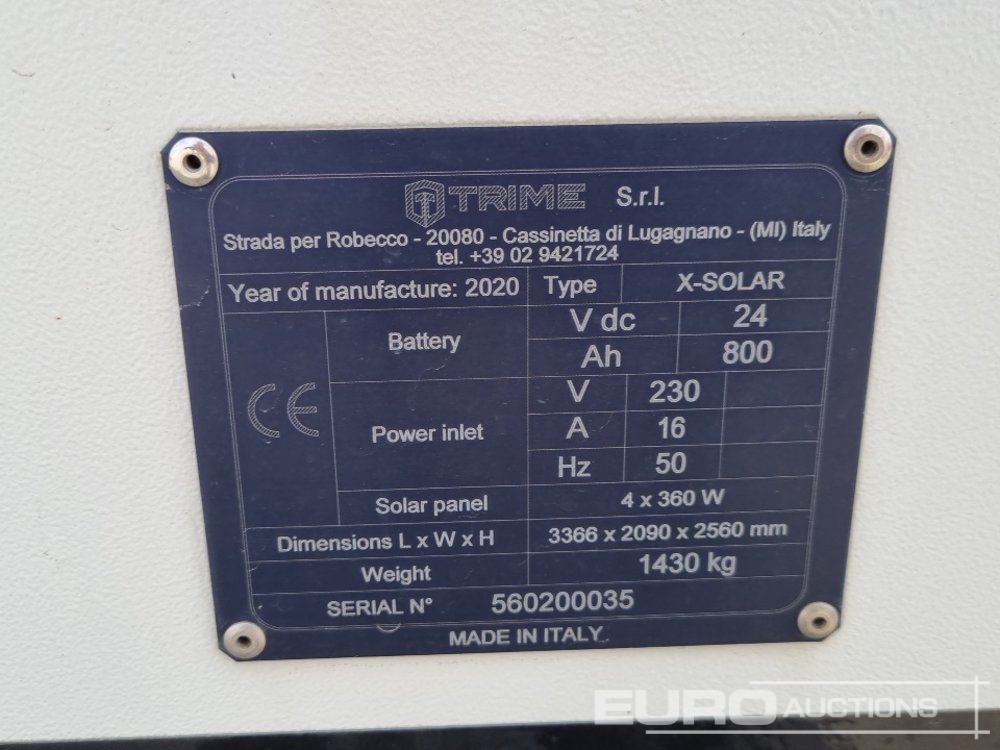 TRIME S.r.l.
Strada per Robecco - 20080 - Cassinetta di Lugagnano - (MI) Italy
tel. +39 02 9421724
Year of manufacture: 2020 Type X-SOLAR
CE
Battery V dc 24
Ah 800
Power inlet V 230
A 16
Hz 50
Solar panel 4 x 360 W
Dimensions L x W x H 3366 x 2090 x 2560 mm
Weight 1430 kg
SERIAL N° 560200035
MADE IN ITALY
EURO AUCTIONS